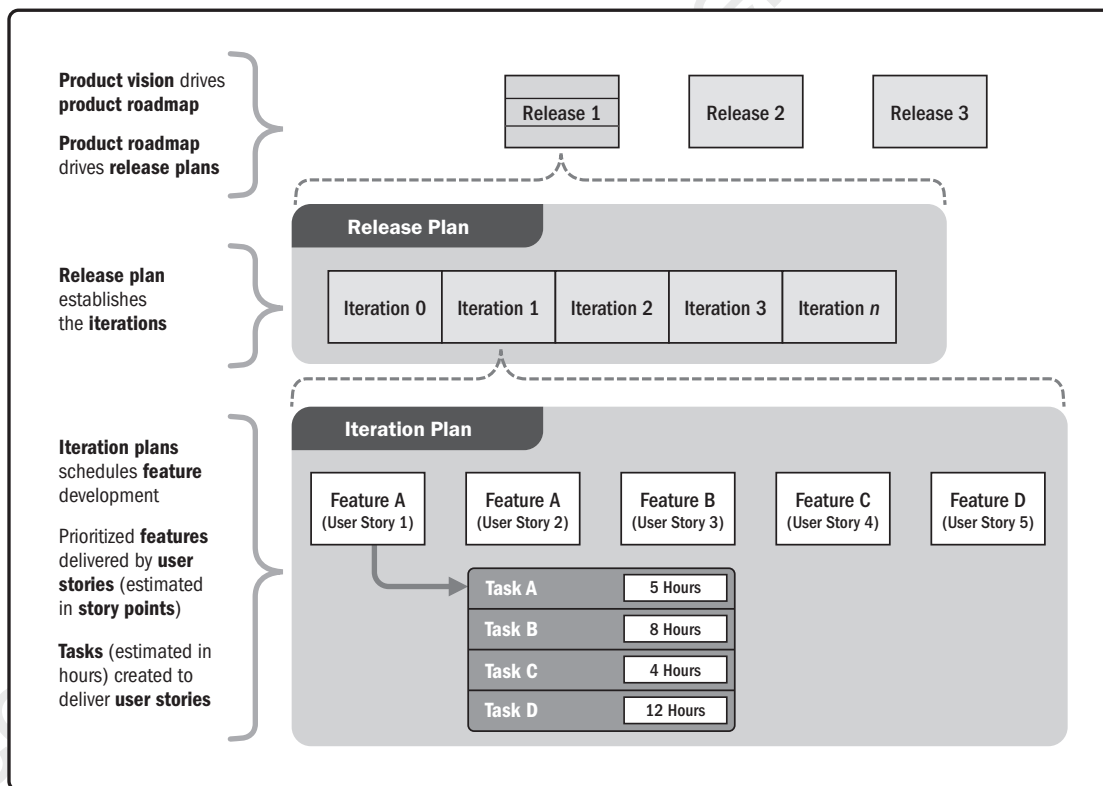 Product vision drives
product roadmap
Product roadmap
drives release plans
Release 1
Release 2
Release 3
Release Plan
Release plan
establishes
the iterations
Iteration 0
Iteration 1
Iteration 2
Iteration 3
Iteration n
Iteration Plan
Iteration plans
schedules feature
development
Prioritized features
delivered by user
stories (estimated
in story points)
Tasks (estimated in
hours) created to
deliver user stories
Feature A
(User Story 1)
Feature A
(User Story 2)
Feature B
(User Story 3)
Feature C
(User Story 4)
Feature D
(User Story 5)
Task A
5 Hours
Task B
8 Hours
Task C
4 Hours
Task D
12 Hours